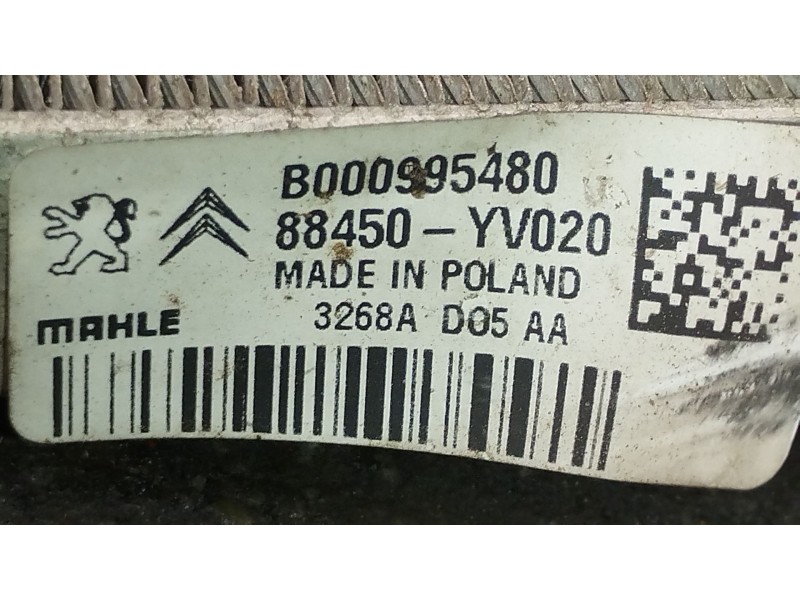 B000995480
88450-YV020
MADE IN POLAND
MAHLE
3268A D05 AA